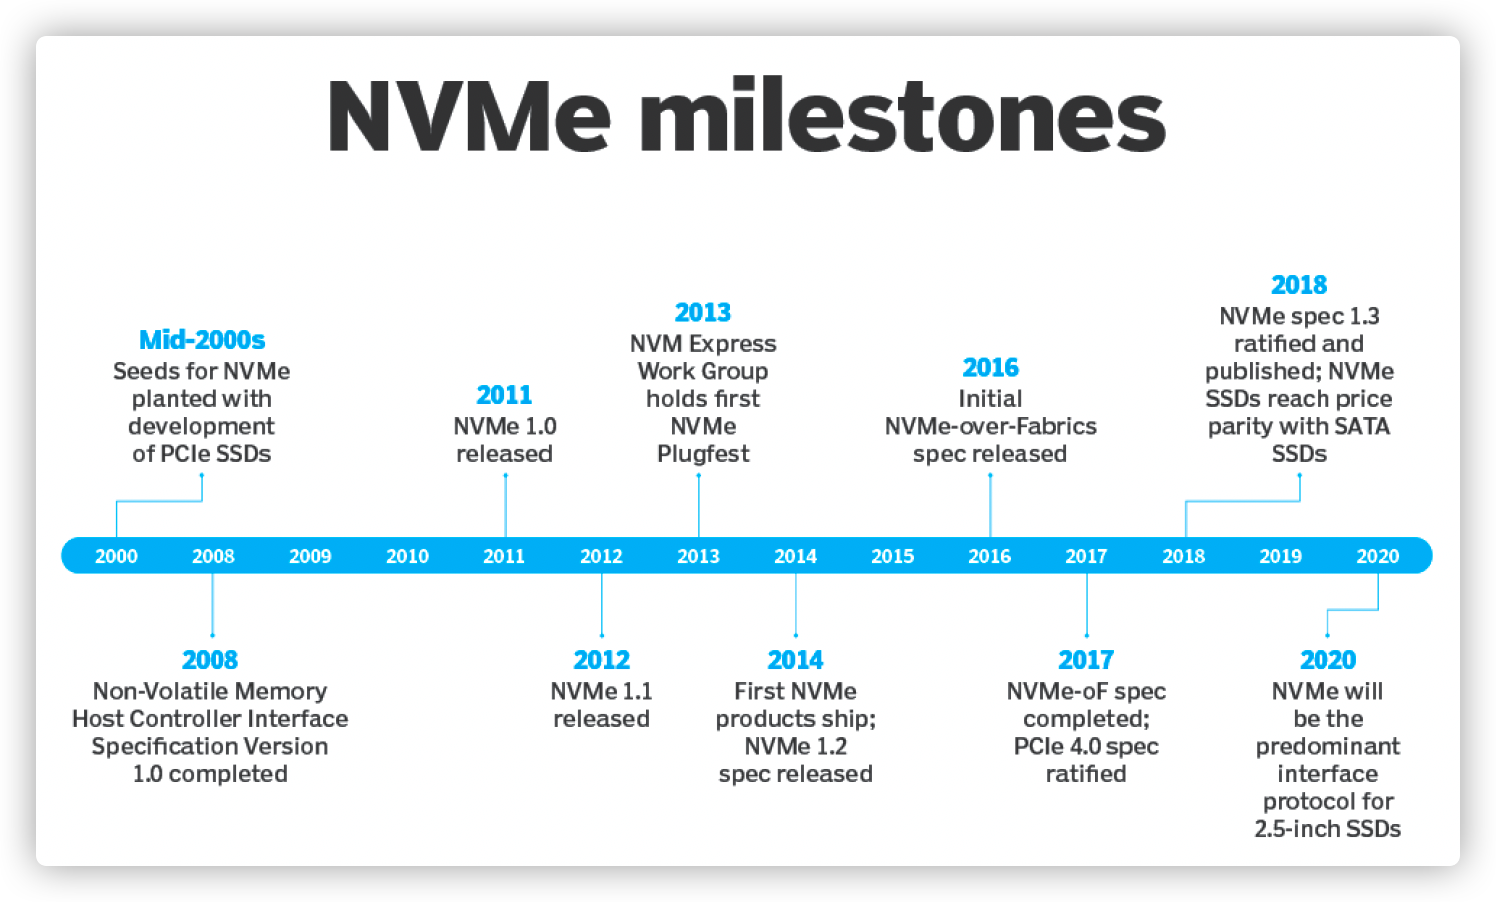 NVMe milestones
Mid-2000s
Seeds for NVMe
planted with
development
of PCIe SSDs
2011
NVMe 1.0
released
2013
NVM Express
Work Group
holds first
NVMe
Plugfest
2016
Initial
NVMe-over-Fabrics
spec released
2018
NVMe spec 1.3
ratified and
published; NVMe
SSDs reach price
parity with SATA
SSDs
2000 2008 2009 2010 2011 2012 2013 2014 2015 2016 2017 2018 2019 2020
2008
Non-Volatile Memory
Host Controller Interface
Specification Version
1.0 completed
2012
NVMe 1.1
released
2014
First NVMe
products ship;
NVMe 1.2
spec released
2017
NVMe-oF spec
completed;
PCIe 4.0 spec
ratified
2020
NVMe will
be the
predominant
interface
protocol for
2.5-inch SSDs